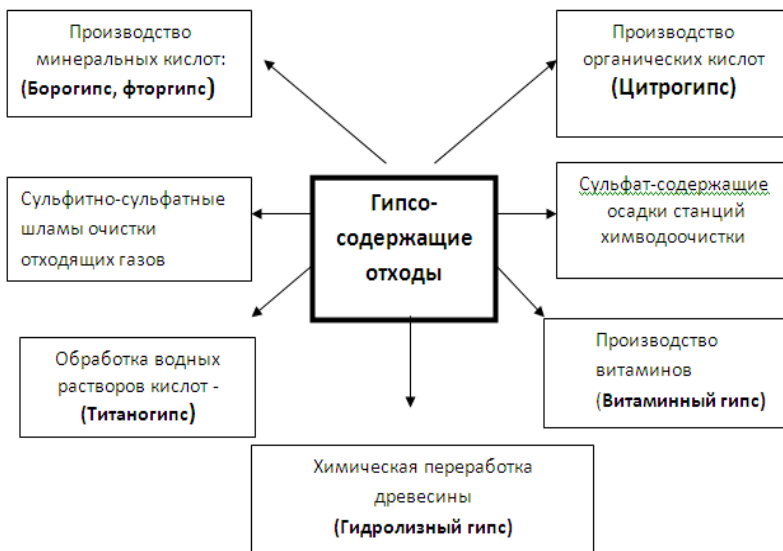 Производство
минеральных кислот:
(Борогипс, фторгипс)
Производство
органических кислот
(Цитрогипс)
Сульфитно-сульфатные
шламы очистки
отходящих газов
Гипсо-
содержащие
отходы
Сульфат-содержащие
осадки станций
химводоочистки
Обработка водных
растворов кислот -
(Титаногипс)
Производство
витаминов
(Витаминный гипс)
Химическая переработка
древесины
(Гидролизный гипс)